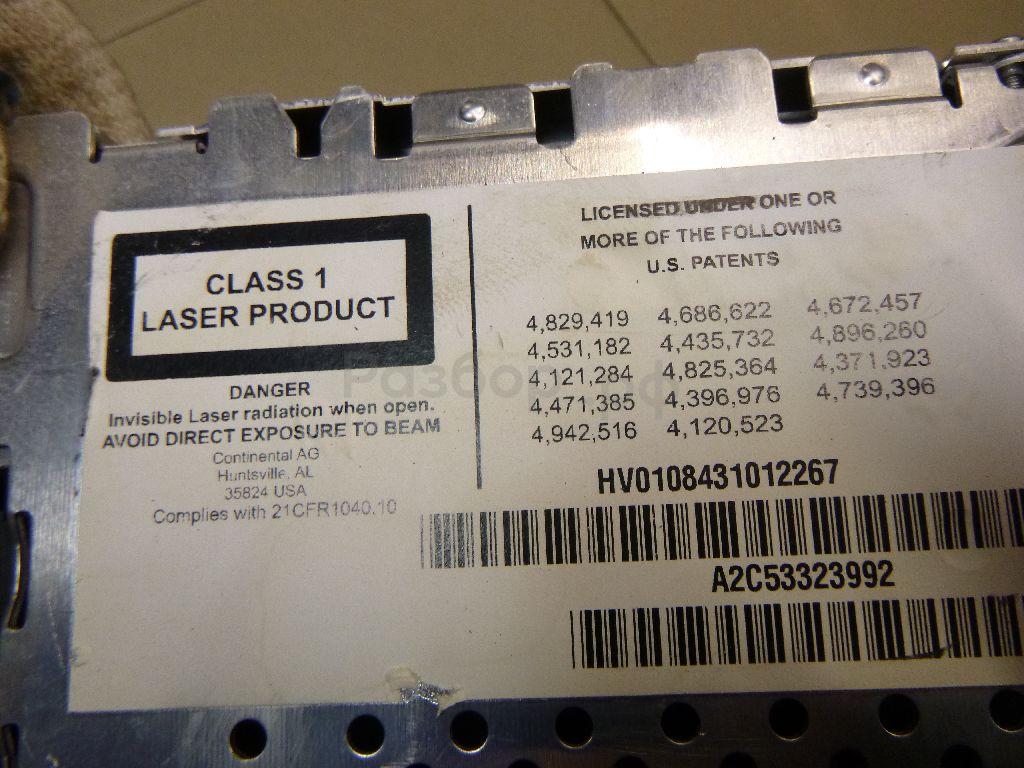 CLASS 1
LASER PRODUCT
DANGER
Invisible Laser radiation when open.
AVOID DIRECT EXPOSURE TO BEAM
Continental AG
Huntsville, AL
35824 USA
Complies with 21CFR1040.10
LICENSED UNDER ONE OR
MORE OF THE FOLLOWING
U.S. PATENTS
4,829,419 4,686,622 4,672,457
4,531,182 4,435,732 4,896,260
4,121,284 4,825,364 4,371,923
4,471,385 4,396,976 4,739,396
4,942,516 4,120,523
HV0108431012267
A2C53323992